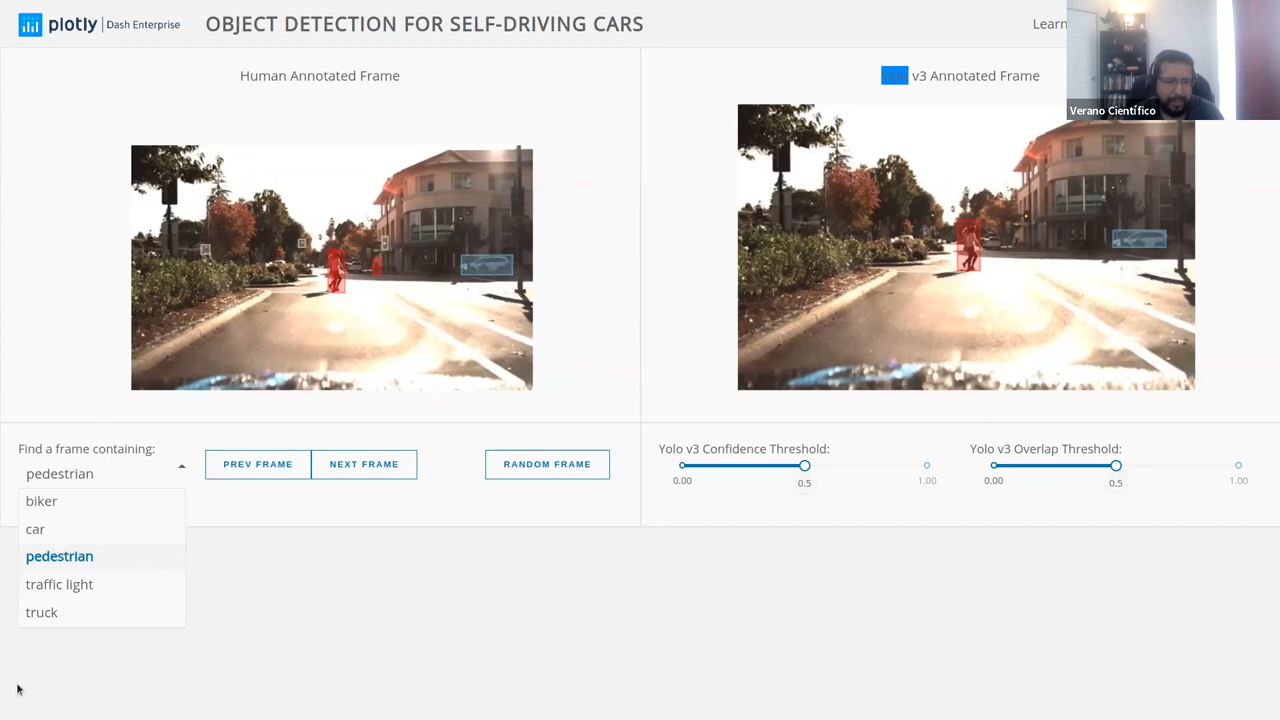 plotly | Dash Enterprise
OBJECT DETECTION FOR SELF-DRIVING CARS
Learn
Human Annotated Frame
Yolo v3 Annotated Frame
Verano Científico
Find a frame containing:
pedestrian
biker
car
pedestrian
traffic light
truck
PREV FRAME
NEXT FRAME
RANDOM FRAME
Yolo v3 Confidence Threshold:
0.00
0.5
1.00
Yolo v3 Overlap Threshold:
0.00
0.5
1.00